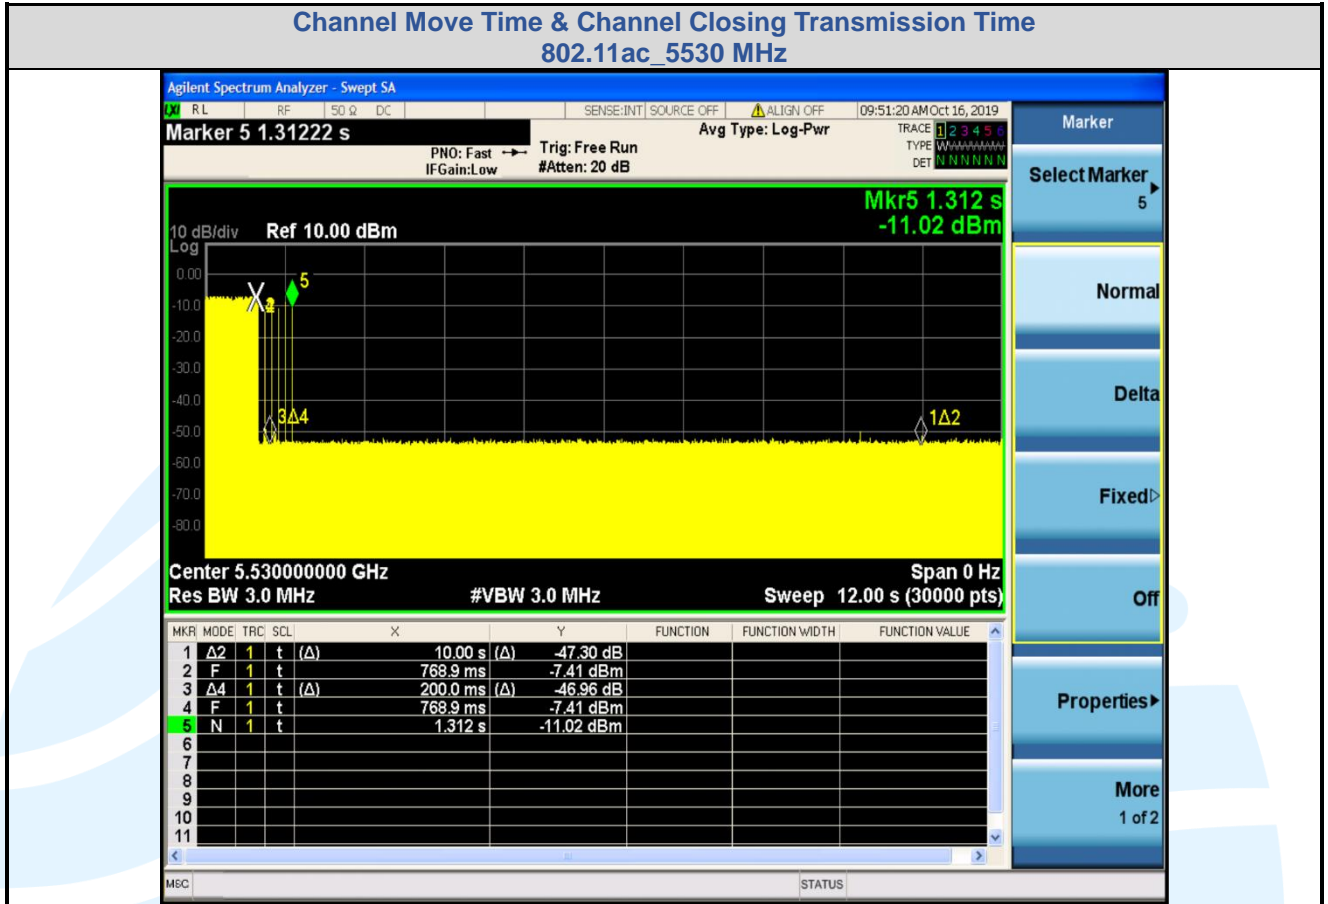 Channel Move Time & Channel Closing Transmission Time
802.11ac_5530 MHz
Agilent Spectrum Analyzer - Swept SA
LXI RL RF 50 Ω DC SENSE:INT SOURCE OFF ALIGN OFF 09:51:20 AM Oct 16, 2019
Marker 5 1.31222 s
PNO: Fast
IFGain:Low
Trig: Free Run
#Atten: 20 dB
Avg Type: Log-Pwr
TRACE 1 2 3 4 5 6
TYPE W
DET N N N N N N
Mkr5 1.312 s
-11.02 dBm
10 dB/div Ref 10.00 dBm
Log
0.00
-10.0
-20.0
-30.0
-40.0
-50.0
-60.0
-70.0
-80.0
5
3Δ4
1Δ2
Center 5.530000000 GHz Span 0 Hz
Res BW 3.0 MHz #VBW 3.0 MHz Sweep 12.00 s (30000 pts)
MKR MODE TRC SCL X Y FUNCTION FUNCTION WIDTH FUNCTION VALUE
1 Δ2 1 t (Δ) 10.00 s (Δ) -47.30 dB
2 F 1 t 768.9 ms -7.41 dBm
3 Δ4 1 t (Δ) 200.0 ms (Δ) -46.96 dB
4 F 1 t 768.9 ms -7.41 dBm
5 N 1 t 1.312 s -11.02 dBm
6
7
8
9
10
11
MSG STATUS
Marker
Select Marker
5
Normal
Delta
Fixed
Off
Properties
More
1 of 2